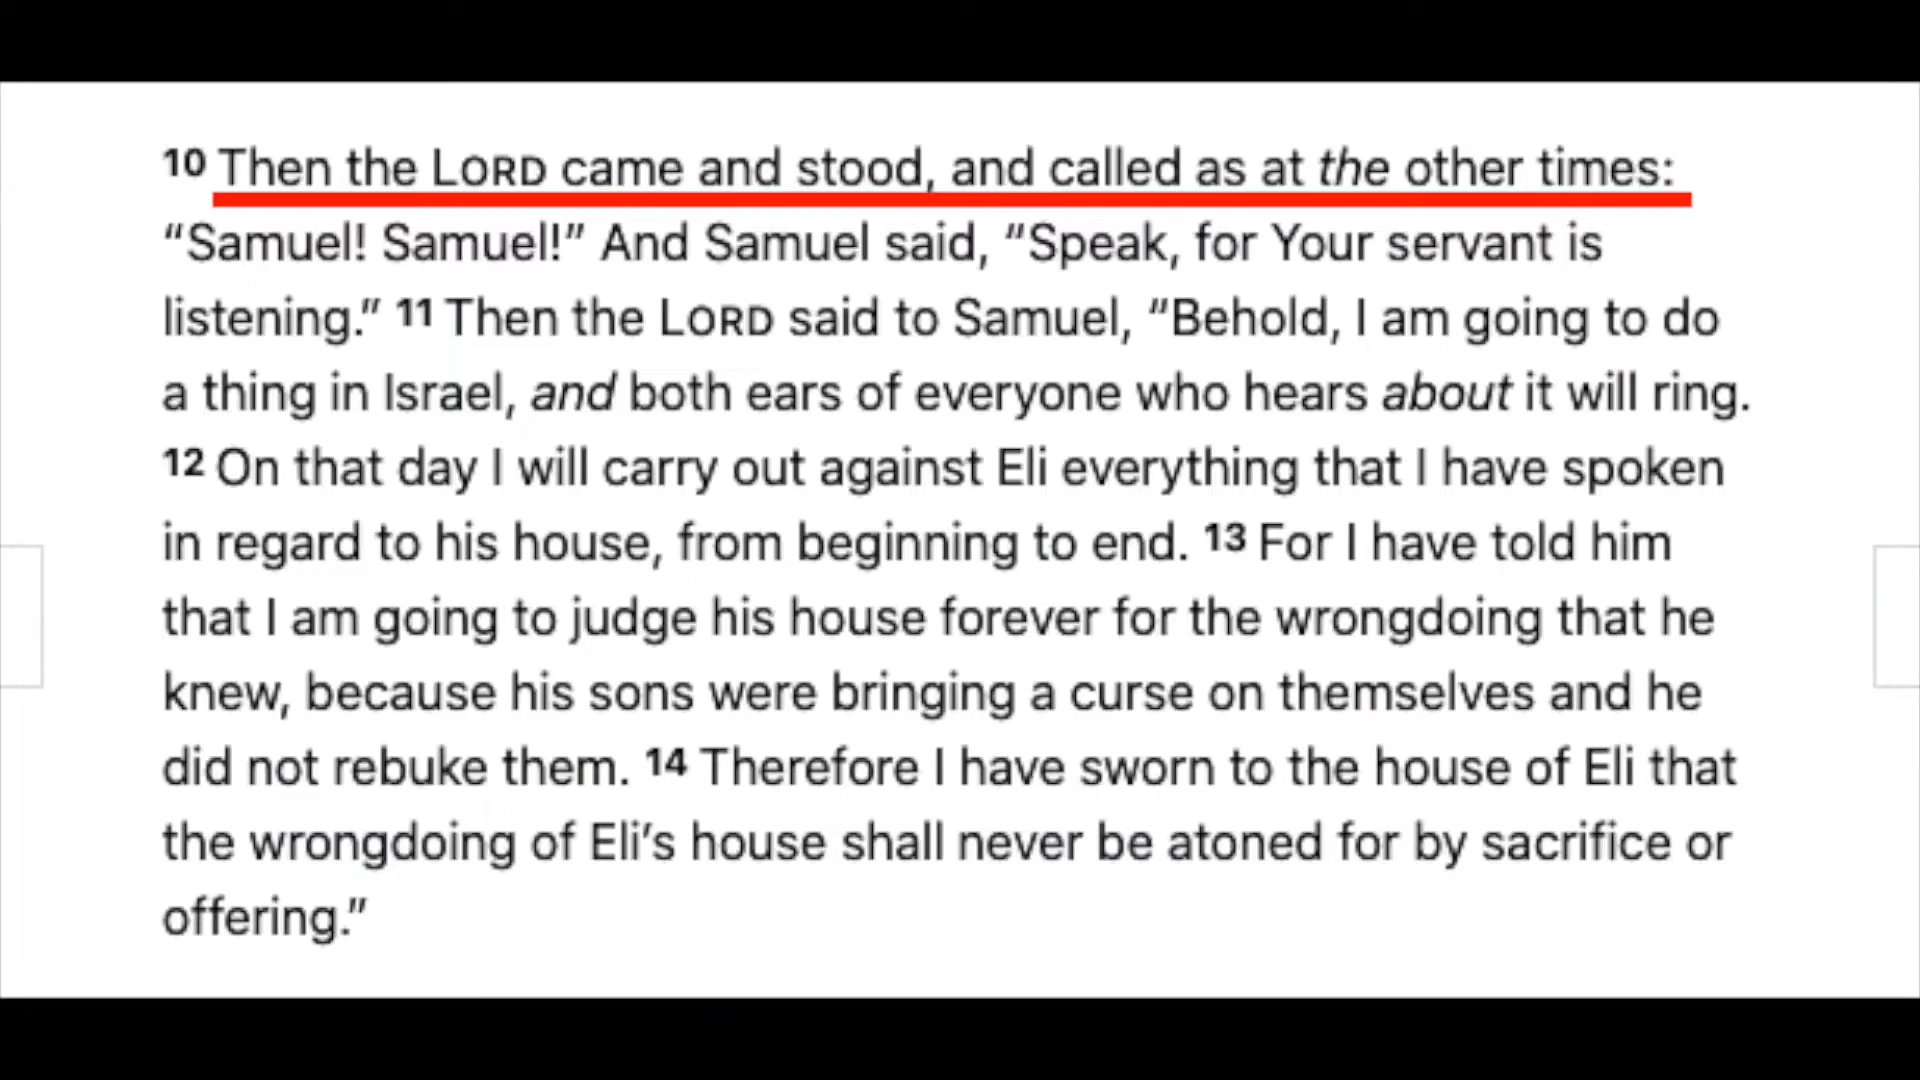 10 Then the LORD came and stood, and called as at the other times:
“Samuel! Samuel!” And Samuel said, “Speak, for Your servant is
listening.” 11 Then the LORD said to Samuel, “Behold, I am going to do
a thing in Israel, and both ears of everyone who hears about it will ring.
12 On that day I will carry out against Eli everything that I have spoken
in regard to his house, from beginning to end. 13 For I have told him
that I am going to judge his house forever for the wrongdoing that he
knew, because his sons were bringing a curse on themselves and he
did not rebuke them. 14 Therefore I have sworn to the house of Eli that
the wrongdoing of Eli’s house shall never be atoned for by sacrifice or
offering.”